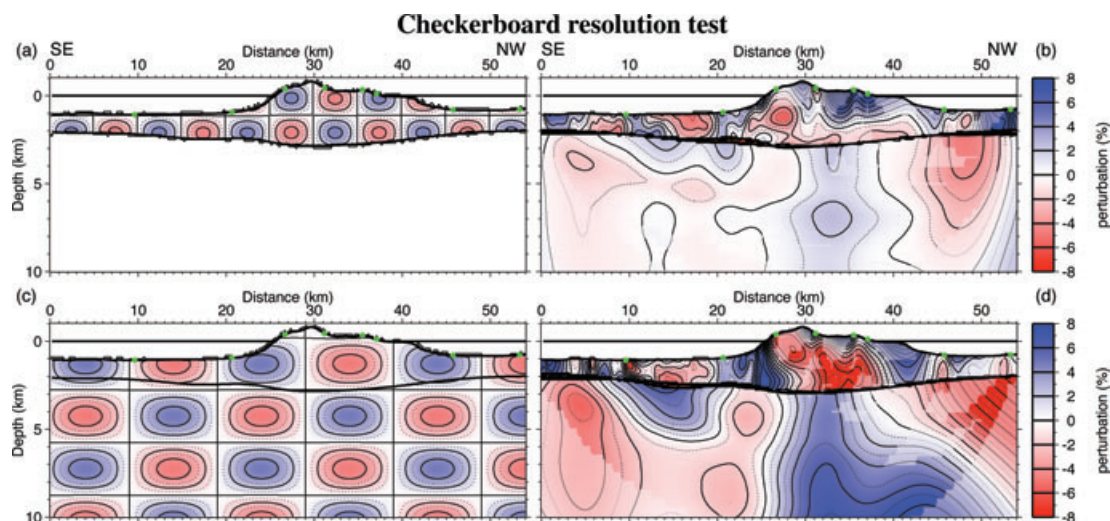 Checkerboard resolution test
(a) SE Distance (km) NW
0 10 20 30 40 50
0
5
10
Depth (km)
SE Distance (km) NW (b)
0 10 20 30 40 50
8
6
4
2
0
-2
-4
-6
-8
perturbation (%)
(c) Distance (km)
0 10 20 30 40 50
0
5
10
Depth (km)
Distance (km) (d)
0 10 20 30 40 50
8
6
4
2
0
-2
-4
-6
-8
perturbation (%)